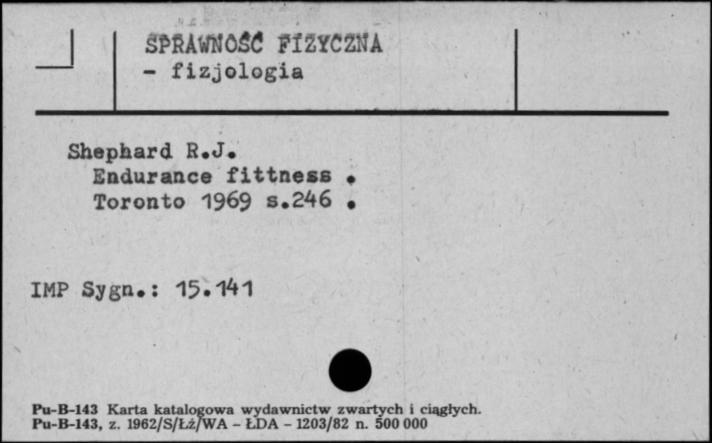 SPRAWNOŚĆ FIZYCZNA
- fizjologia
Shephard R.J.
Endurance fittness .
Toronto 1969 s.246 .
IMP Sygn.: 15.141
Pu-B-143 Karta katalogowa wydawnictw zwartych i ciągłych.
Pu-B-143, z. 1962/S/Łż/WA - ŁDA - 1203/82 n. 500 000